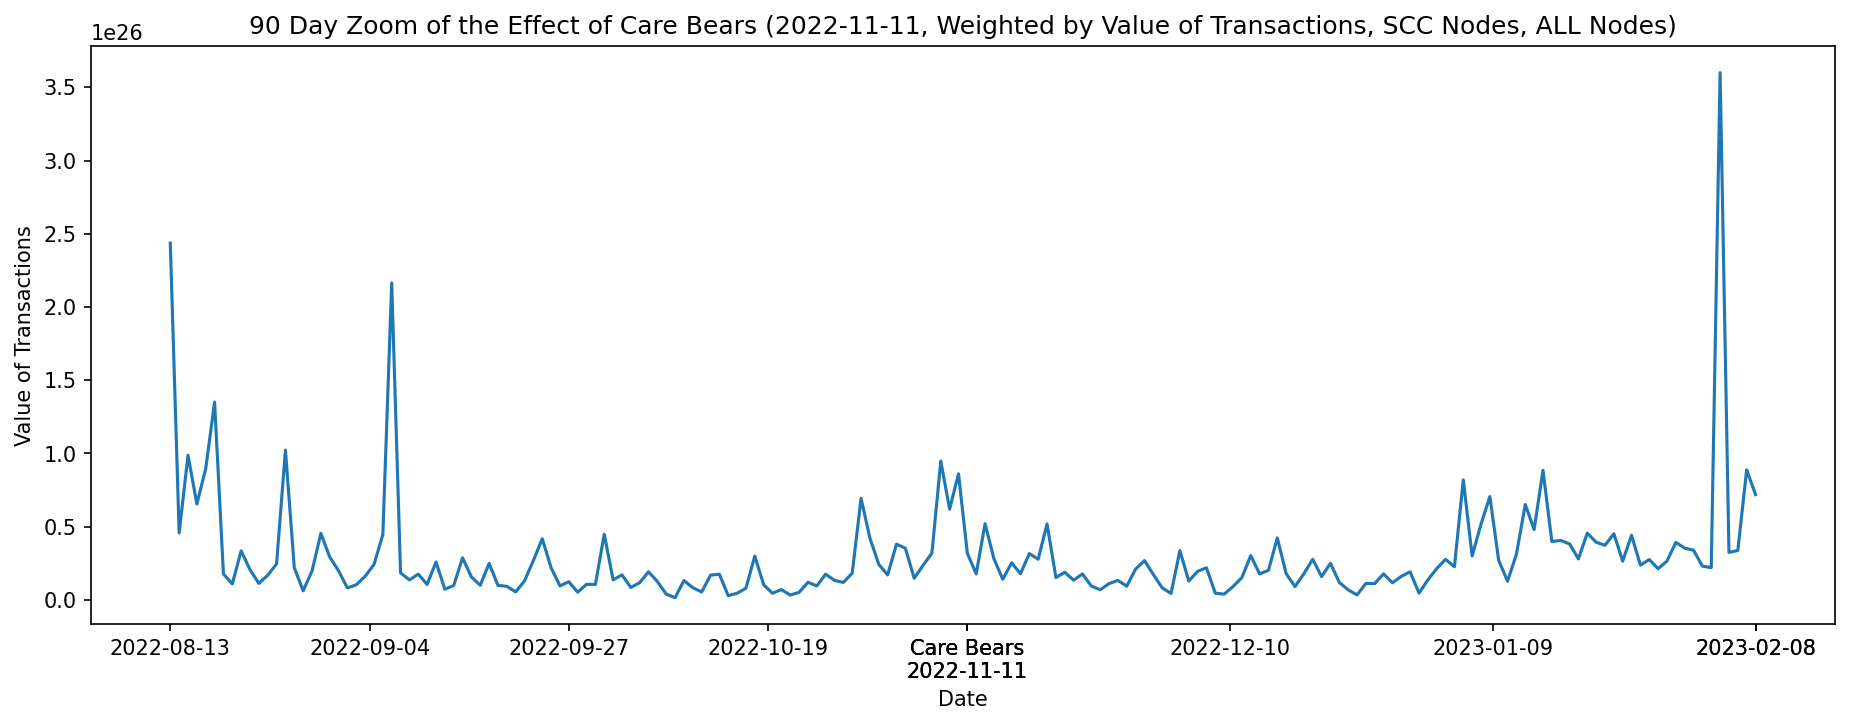 90 Day Zoom of the Effect of Care Bears (2022-11-11, Weighted by Value of Transactions, SCC Nodes, ALL Nodes)
1e26
3.5
3.0
2.5
2.0
1.5
1.0
0.5
0.0
Value of Transactions
2022-08-13 2022-09-04 2022-09-27 2022-10-19 Care Bears 2022-12-10 2023-01-09 2023-02-08
2022-11-11
Date